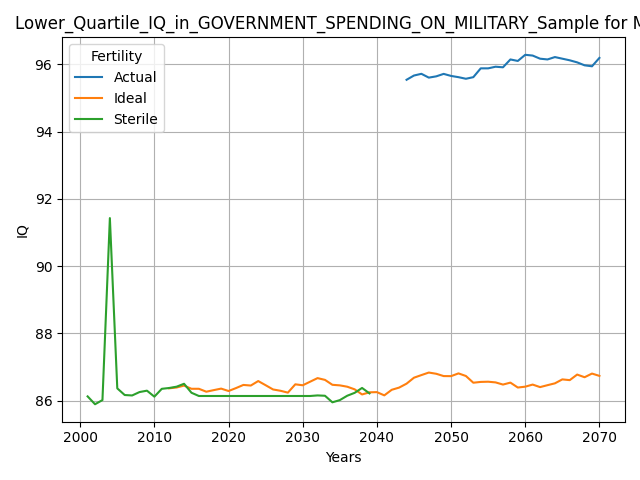 Lower_Quartile_IQ_in_GOVERNMENT_SPENDING_ON_MILITARY_Sample for M
Fertility
Actual
Ideal
Sterile
96
94
92
90
88
86
IQ
2000 2010 2020 2030 2040 2050 2060 2070
Years